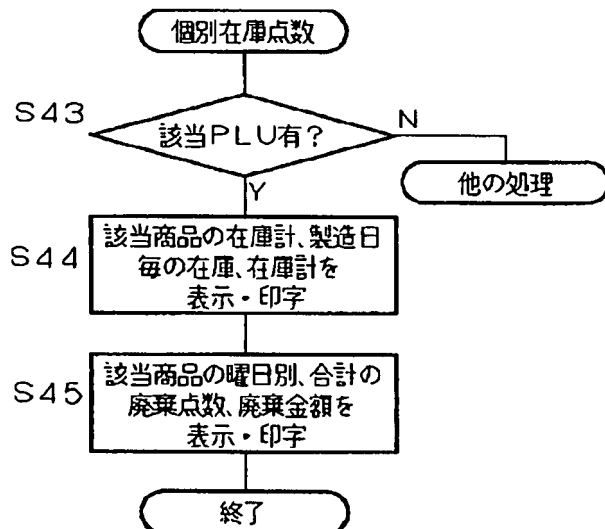 個別在庫点数
S43
該当PLU有?
N
他の処理
Y
S44
該当商品の在庫計、製造日
毎の在庫、在庫計を
表示・印字
S45
該当商品の曜日別、合計の
廃棄点数、廃棄金額を
表示・印字
終了